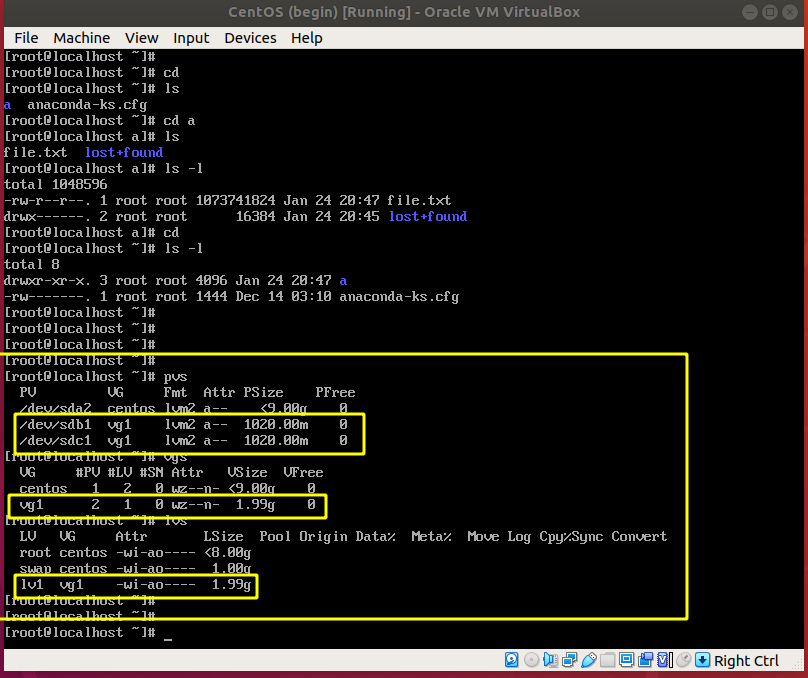 CentOS (begin) [Running] - Oracle VM VirtualBox
File Machine View Input Devices Help
[root@localhost ~]#
[root@localhost ~]# cd
[root@localhost ~]# ls
a  anaconda-ks.cfg
[root@localhost ~]# cd a
[root@localhost a]# ls
file.txt  lost+found
[root@localhost a]# ls -l
total 1048596
-rw-r--r--. 1 root root 1073741824 Jan 24 20:47 file.txt
drwx------. 2 root root      16384 Jan 24 20:45 lost+found
[root@localhost a]# cd
[root@localhost ~]# ls -l
total 8
drwxr-xr-x. 3 root root 4096 Jan 24 20:47 a
-rw-------. 1 root root 1444 Dec 14 03:10 anaconda-ks.cfg
[root@localhost ~]#
[root@localhost ~]#
[root@localhost ~]#
[root@localhost ~]#
[root@localhost ~]# pvs
  PV         VG     Fmt  Attr PSize    PFree
  /dev/sda2  centos lvm2 a--    <9.00g    0
  /dev/sdb1  vg1    lvm2 a--  1020.00m    0
  /dev/sdc1  vg1    lvm2 a--  1020.00m    0
[root@localhost ~]# vgs
  VG     #PV #LV #SN Attr   VSize  VFree
  centos   1   2   0 wz--n- <9.00g    0
  vg1      2   1   0 wz--n-  1.99g    0
[root@localhost ~]# lvs
  LV   VG     Attr       LSize  Pool Origin Data%  Meta%  Move Log Cpy%Sync Convert
  root centos -wi-ao---- <8.00g
  swap centos -wi-ao----  1.00g
  lv1  vg1    -wi-ao----  1.99g
[root@localhost ~]#
[root@localhost ~]#
[root@localhost ~]# _
Right Ctrl